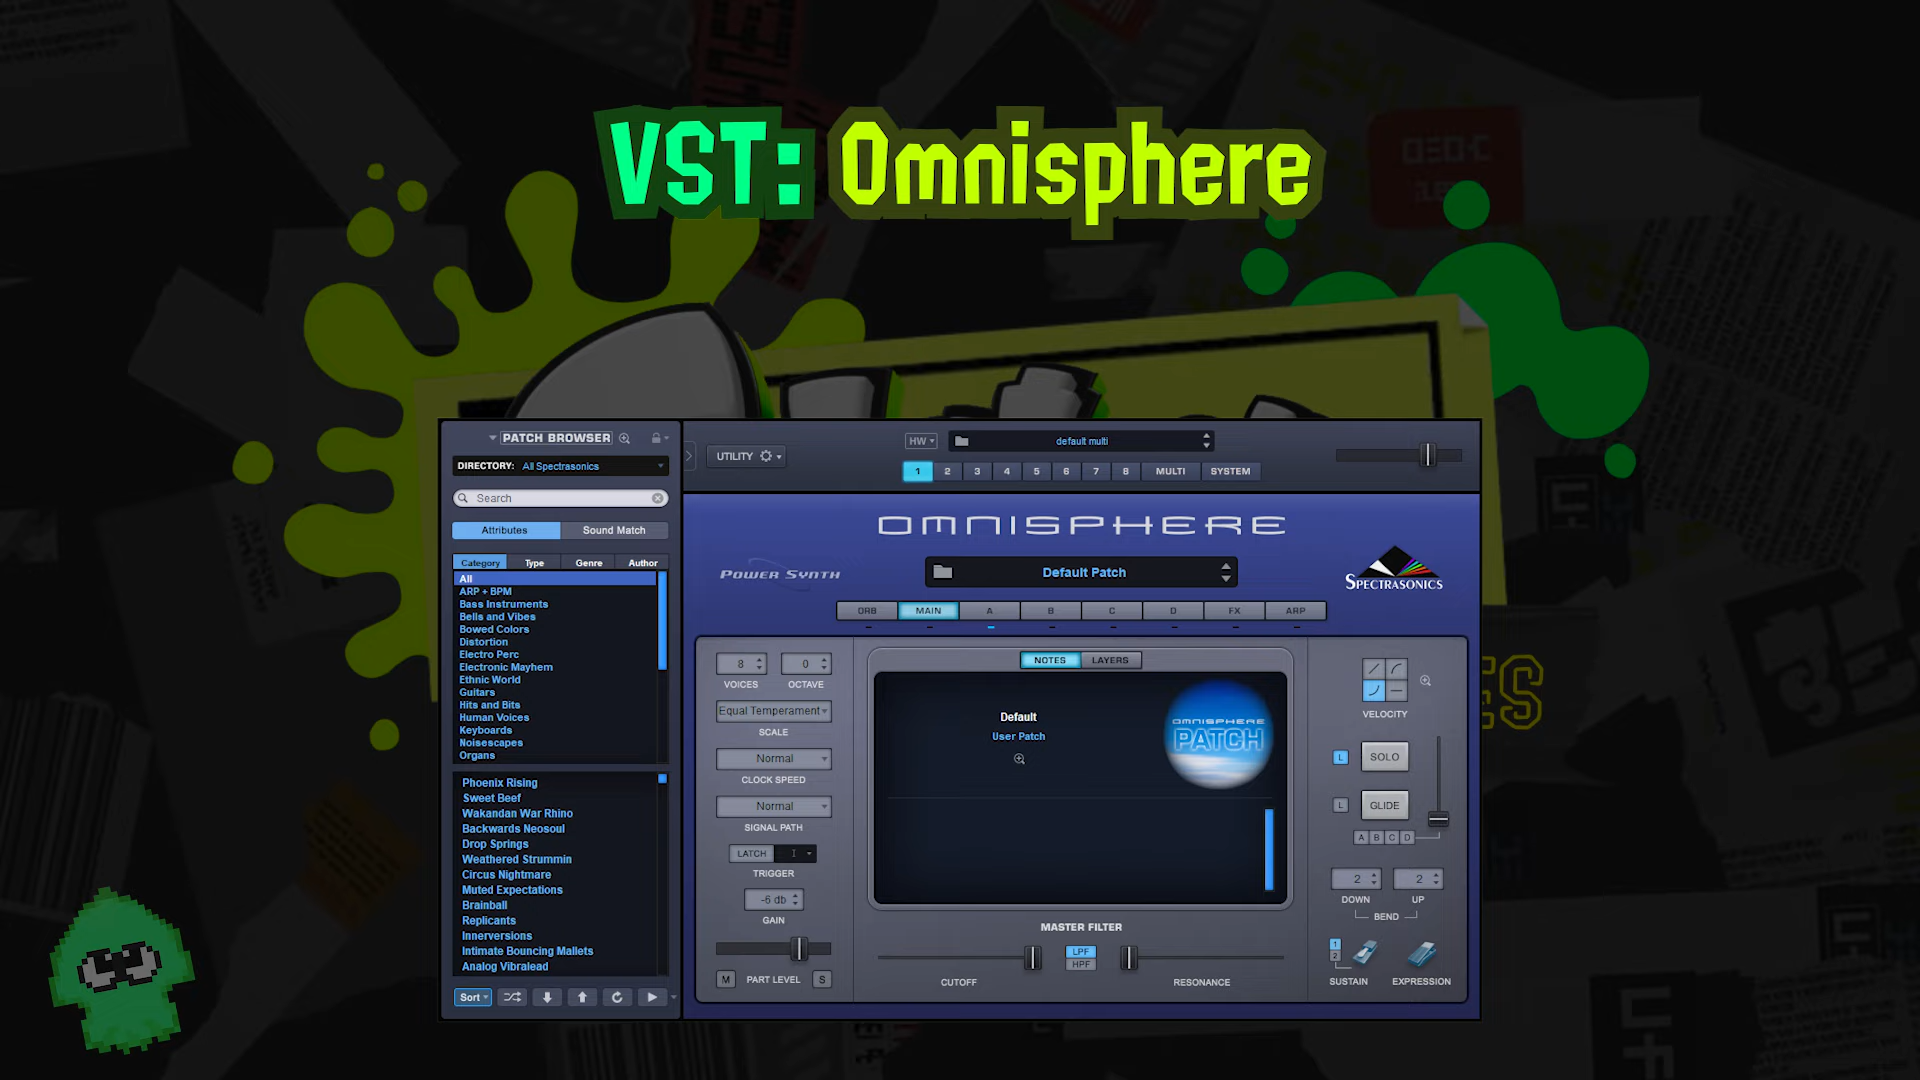 VST: Omnisphere
PATCH BROWSER
DIRECTORY: All Spectrasonics
Search
Attributes Sound Match
Category Type Genre Author
All
ARP + BPM
Bass Instruments
Bells and Vibes
Bowed Colors
Distortion
Electro Perc
Electronic Mayhem
Ethnic World
Guitars
Hits and Bits
Human Voices
Keyboards
Noisescapes
Organs
Phoenix Rising
Sweet Beef
Wakandan War Rhino
Backwards Neosoul
Drop Springs
Weathered Strummin
Circus Nightmare
Muted Expectations
Brainball
Replicants
Innerversions
Intimate Bouncing Mallets
Analog Vibralead
Sort
UTILITY
HW
default multi
1 2 3 4 5 6 7 8 MULTI SYSTEM
OMNISPHERE
POWER SYNTH
Default Patch
SPECTRASONICS
ORB MAIN A B C D FX ARP
8 0
VOICES OCTAVE
Equal Temperament
SCALE
Normal
CLOCK SPEED
Normal
SIGNAL PATH
LATCH
TRIGGER
-6 db
GAIN
M PART LEVEL S
NOTES LAYERS
Default
User Patch
OMNISPHERE
PATCH
MASTER FILTER
LPF
HPF
CUTOFF
RESONANCE
VELOCITY
L SOLO
L GLIDE
A B C D
2 2
DOWN UP
BEND
1
2
SUSTAIN EXPRESSION
ES